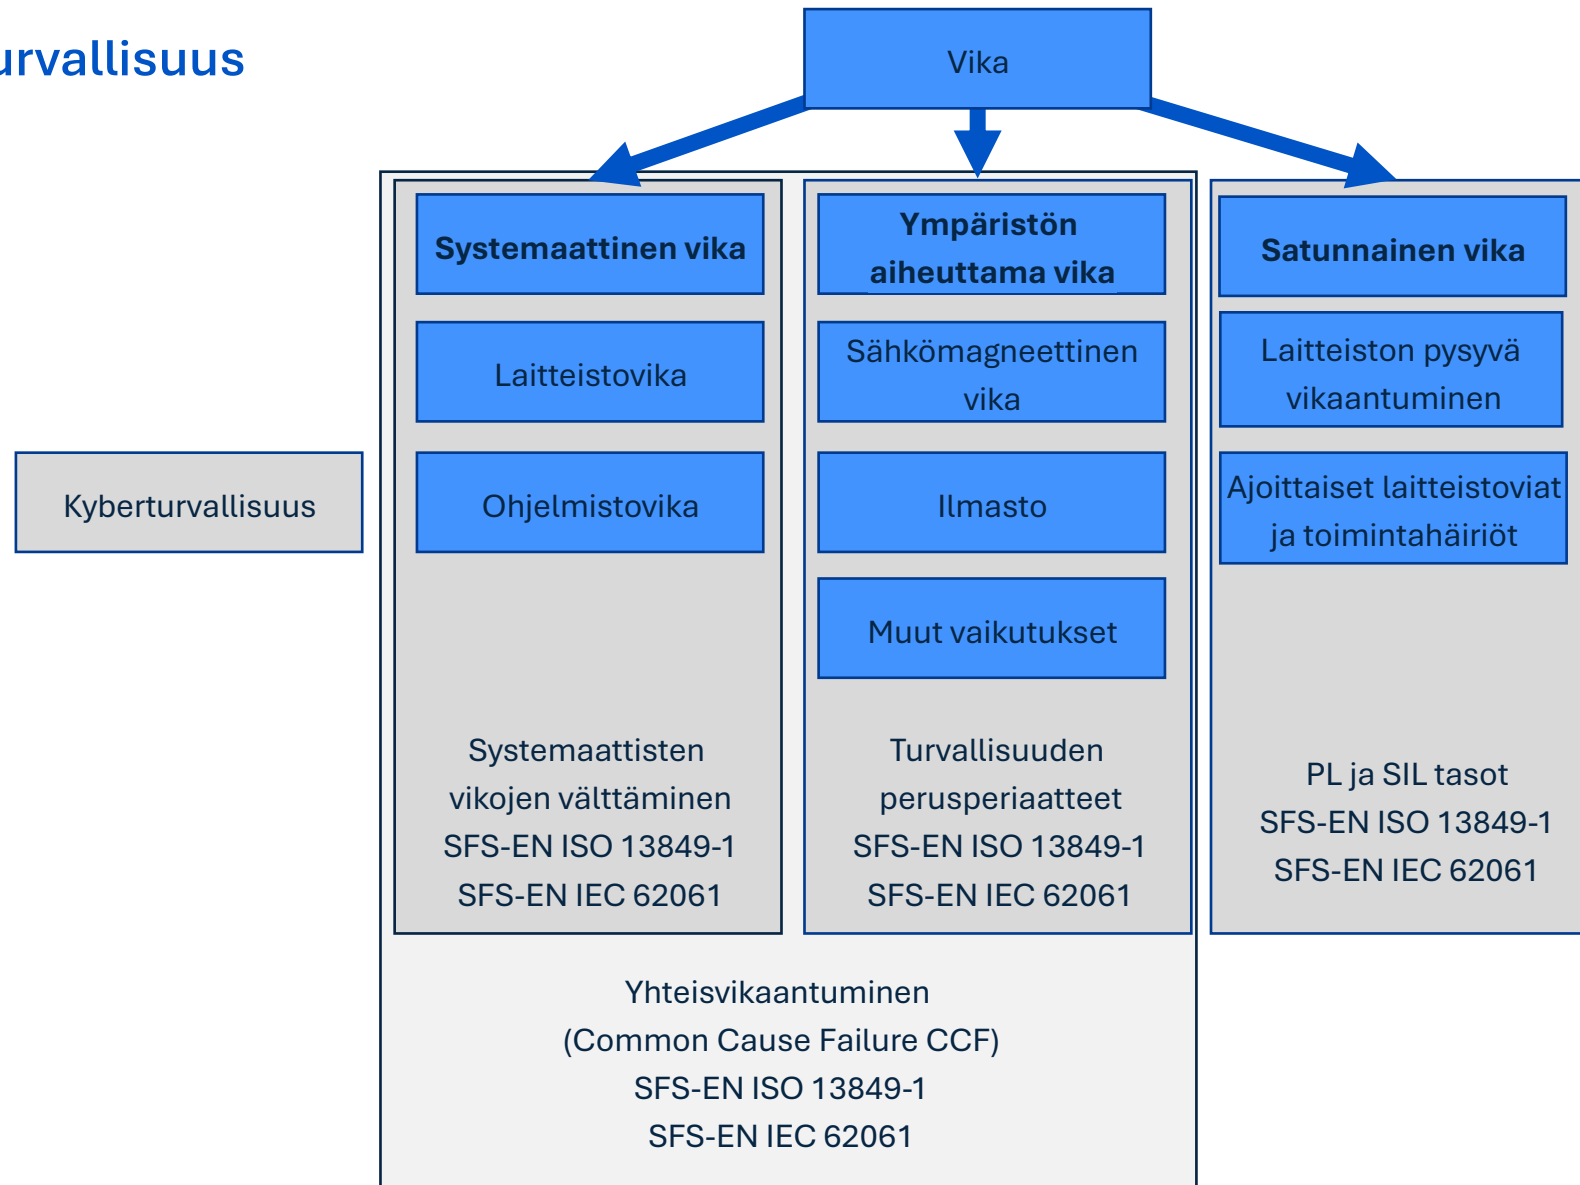 urvallisuus
Vika
Systemaattinen vika
Laitteistovika
Ohjelmistovika
Kyberturvallisuus
Systemaattisten
vikojen välttäminen
SFS-EN ISO 13849-1
SFS-EN IEC 62061
Ympäristön
aiheuttama vika
Sähkömagneettinen
vika
Ilmasto
Muut vaikutukset
Turvallisuuden
perusperiaatteet
SFS-EN ISO 13849-1
SFS-EN IEC 62061
Satunnainen vika
Laitteiston pysyvä
vikaantuminen
Ajoittaiset laitteistoviat
ja toimintahäiriöt
PL ja SIL tasot
SFS-EN ISO 13849-1
SFS-EN IEC 62061
Yhteisvikaantuminen
(Common Cause Failure CCF)
SFS-EN ISO 13849-1
SFS-EN IEC 62061